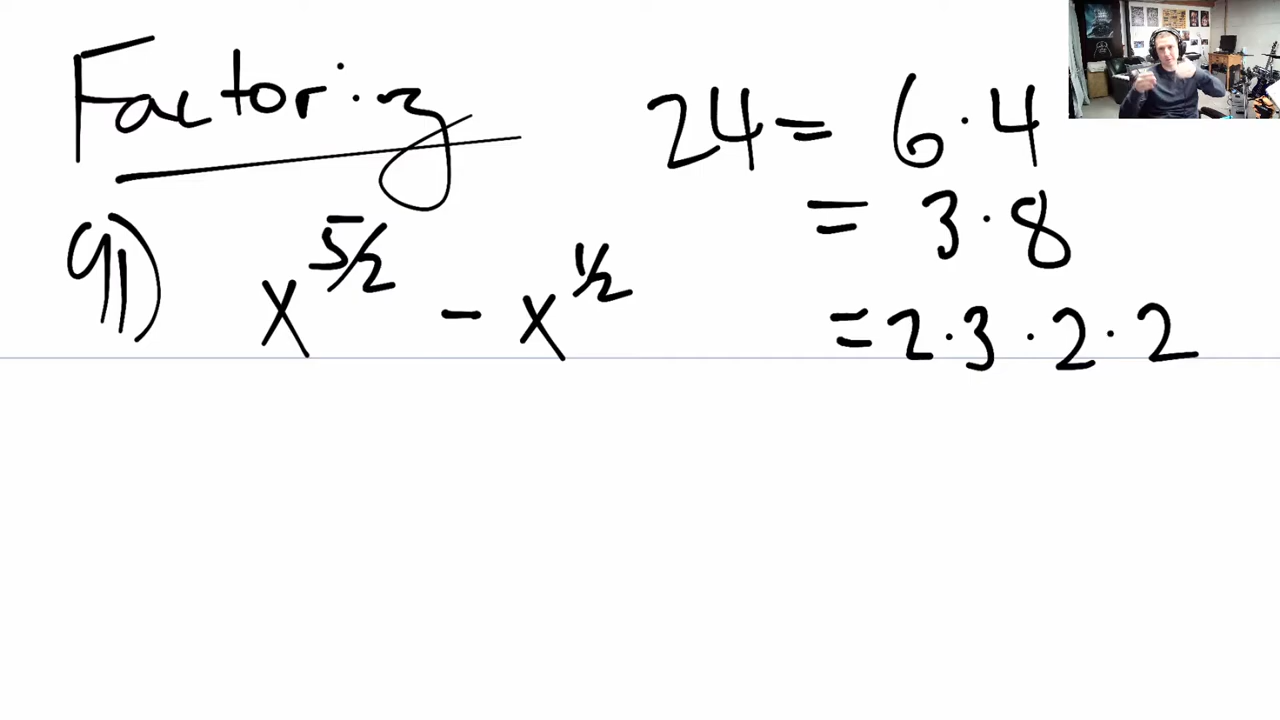 Factoring
24 = 6·4
= 3·8
91) x^5/2 - x^1/2
= 2·3·2·2